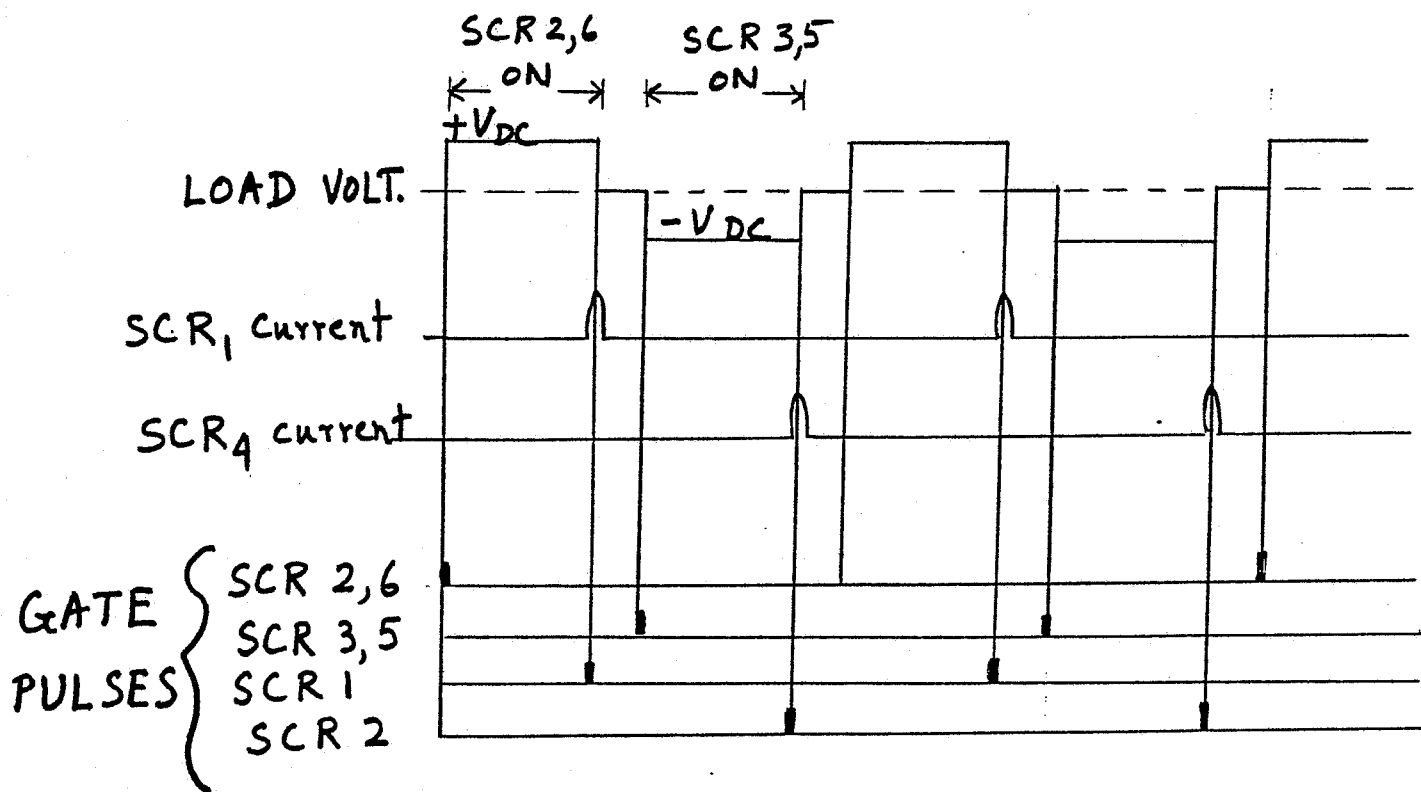 SCR 2,6 SCR 3,5
ON ON
+VDC
LOAD VOLT.
-VDC
SCR1 Current
SCR4 current
GATE PULSES
SCR 2,6
SCR 3,5
SCR 1
SCR 2